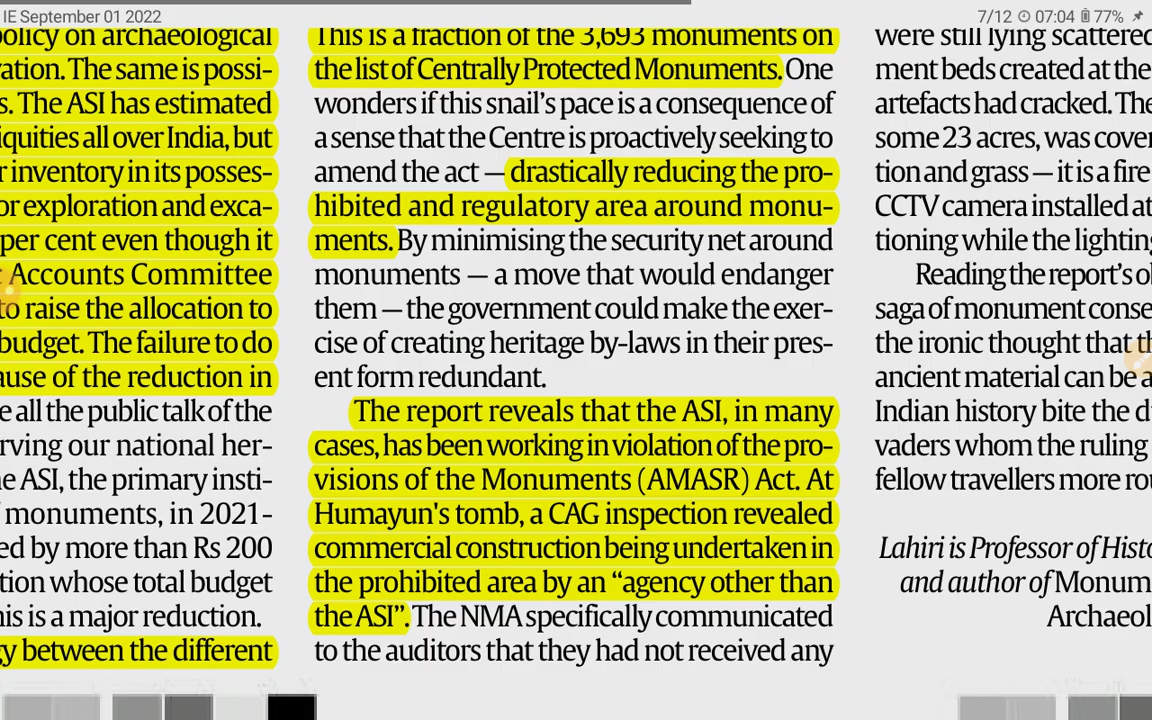 IE September 01 2022
7/12 07:04 77%
policy on archaeological
vation. The same is possi-
s. The ASI has estimated
iquities all over India, but
r inventory in its posses-
or exploration and exca-
per cent even though it
Accounts Committee
to raise the allocation to
budget. The failure to do
ause of the reduction in
e all the public talk of the
rving our national her-
e ASI, the primary insti-
monuments, in 2021-
ed by more than Rs 200
tion whose total budget
his is a major reduction.
gy between the different
This is a fraction of the 3,693 monuments on
the list of Centrally Protected Monuments. One
wonders if this snail's pace is a consequence of
a sense that the Centre is proactively seeking to
amend the act — drastically reducing the pro-
hibited and regulatory area around monu-
ments. By minimising the security net around
monuments — a move that would endanger
them — the government could make the exer-
cise of creating heritage by-laws in their pres-
ent form redundant.
The report reveals that the ASI, in many
cases, has been working in violation of the pro-
visions of the Monuments (AMASR) Act. At
Humayun's tomb, a CAG inspection revealed
commercial construction being undertaken in
the prohibited area by an “agency other than
the ASI”. The NMA specifically communicated
to the auditors that they had not received any
were still lying scattered
ment beds created at the
artefacts had cracked. The
some 23 acres, was cover
tion and grass — it is a fire
CCTV camera installed at
tioning while the lighting
Reading the report's ob
saga of monument conse
the ironic thought that th
ancient material can be a
Indian history bite the du
vaders whom the ruling
fellow travellers more rou
Lahiri is Professor of Histo
and author of Monum
Archaeol